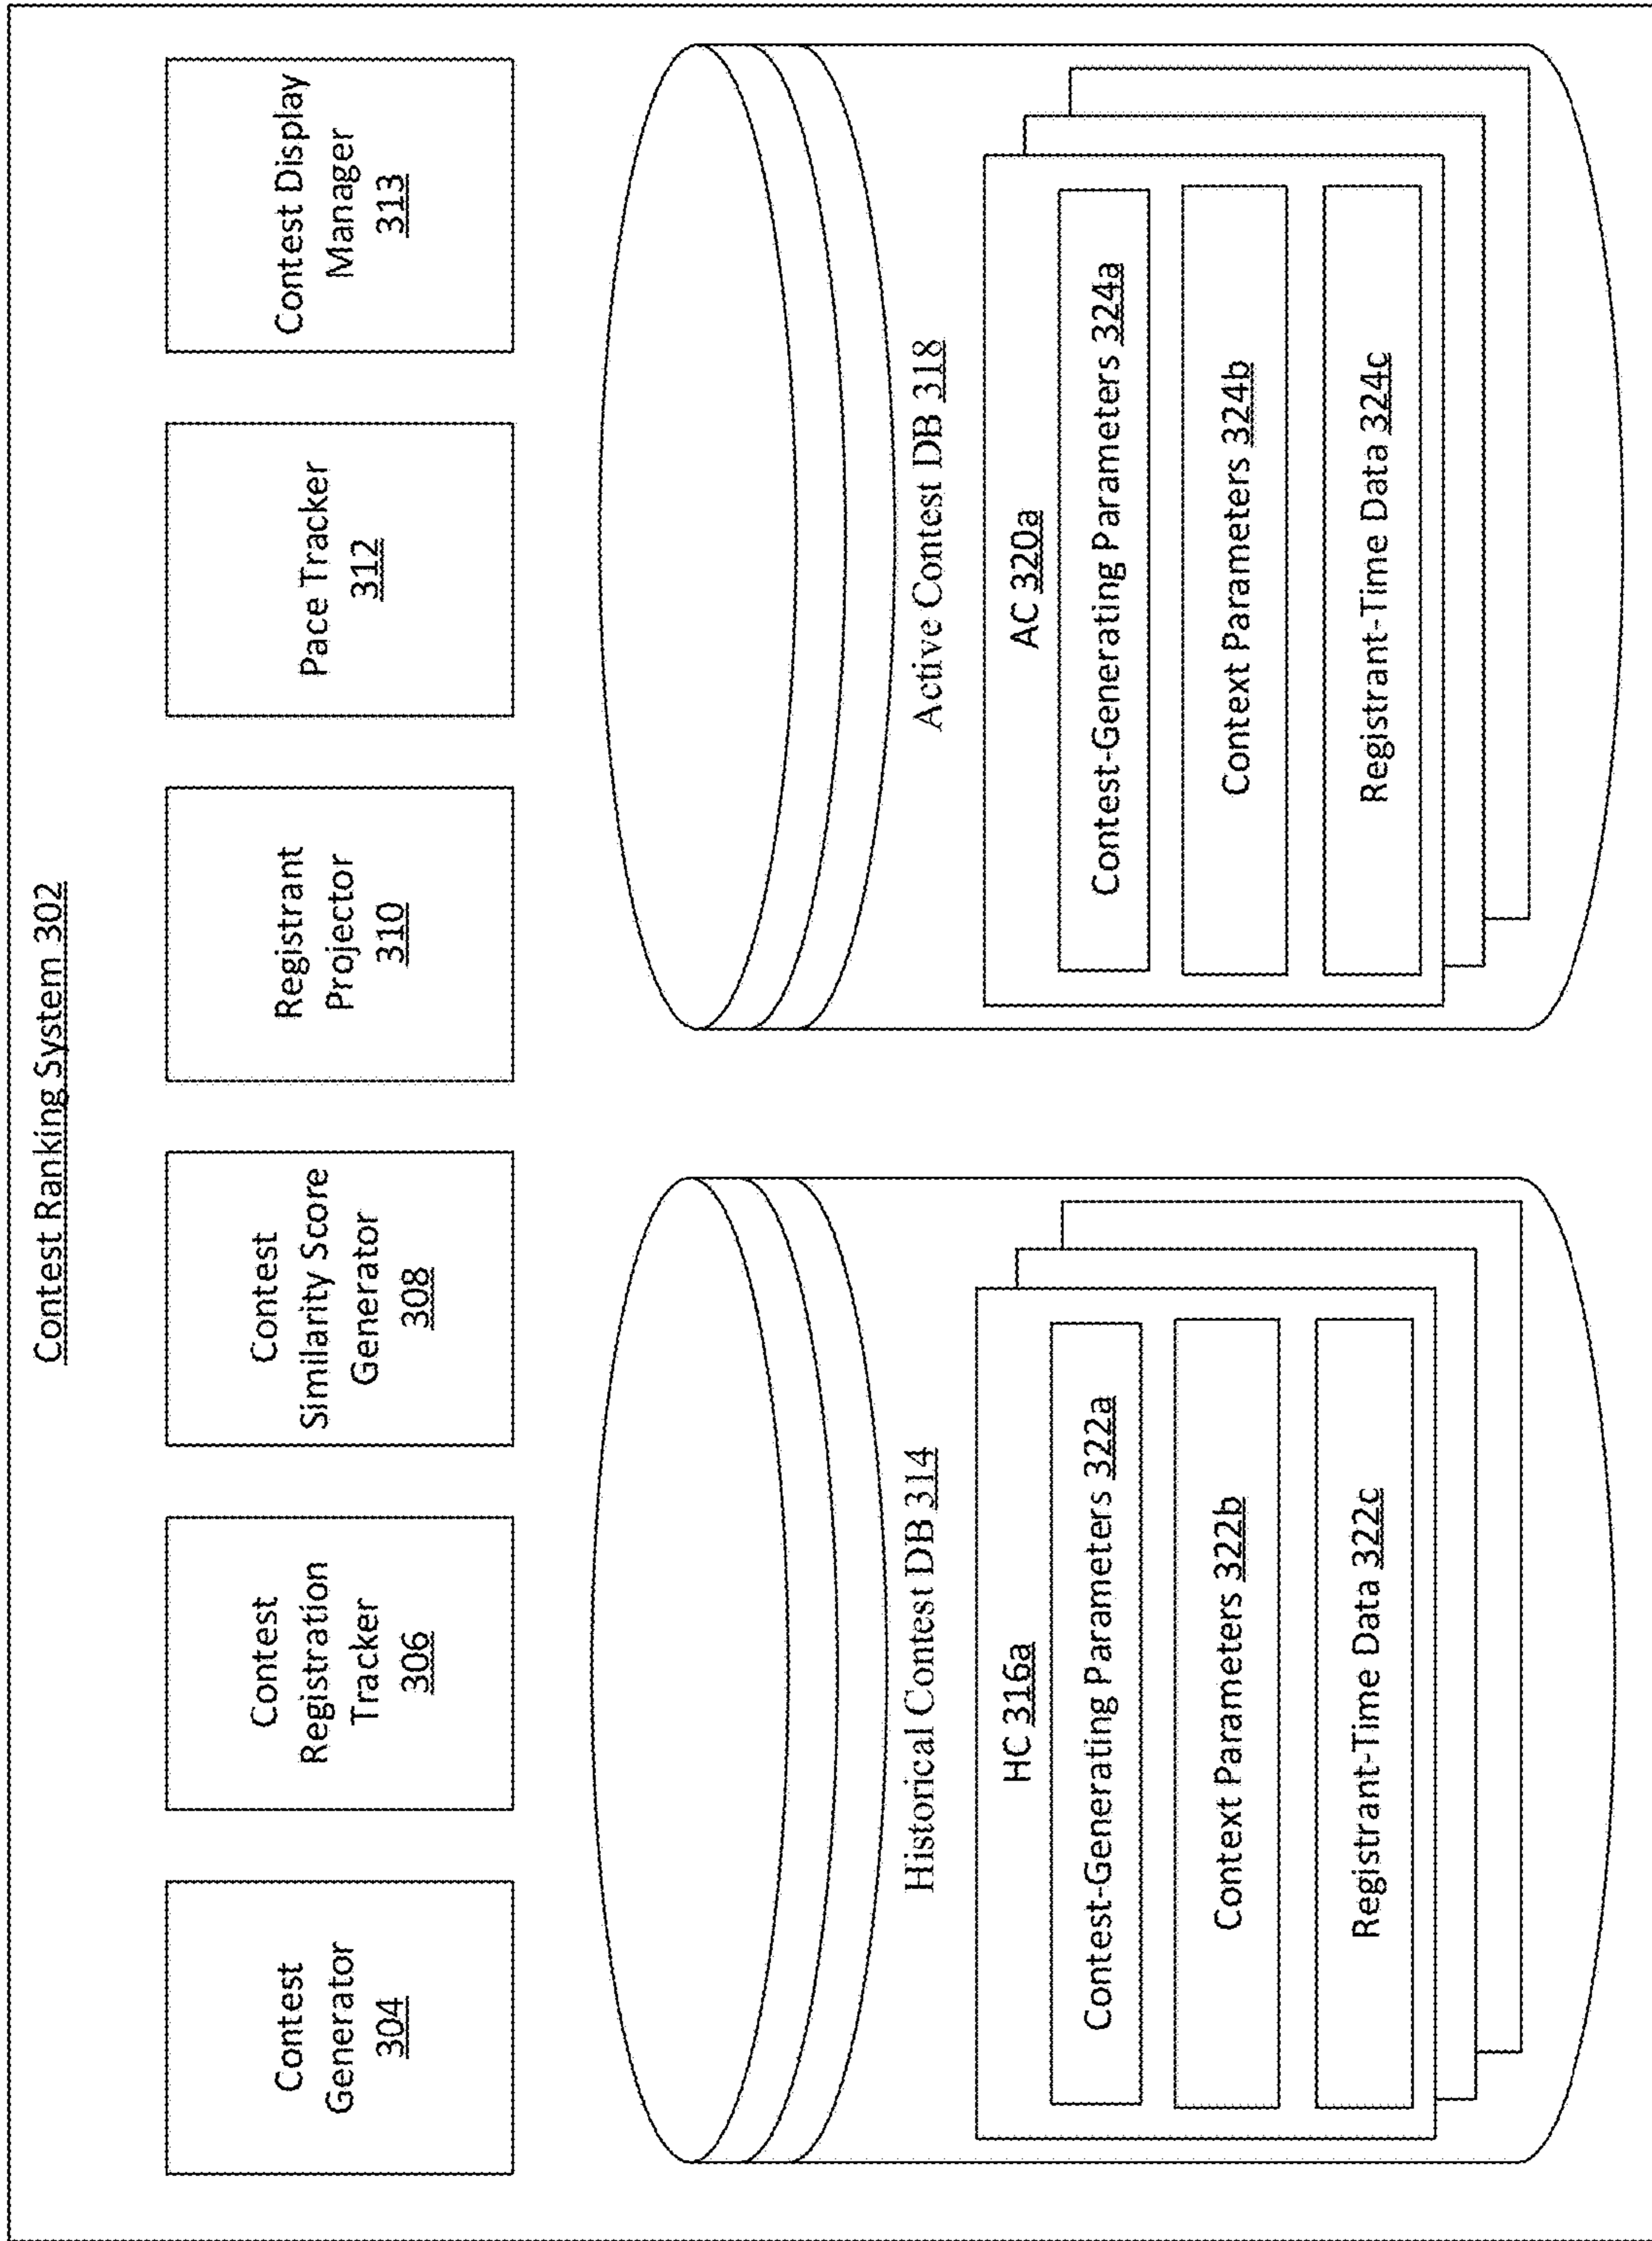 Contest Ranking System 302
Contest
Generator
304
Contest
Registration
Tracker
306
Contest
Similarity Score
Generator
308
Registrant
Projector
310
Pace Tracker
312
Contest Display
Manager
313
Historical Contest DB 314
HC 316a
Contest-Generating Parameters 322a
Context Parameters 322b
Registrant-Time Data 322c
Active Contest DB 318
AC 320a
Contest-Generating Parameters 324a
Context Parameters 324b
Registrant-Time Data 324c